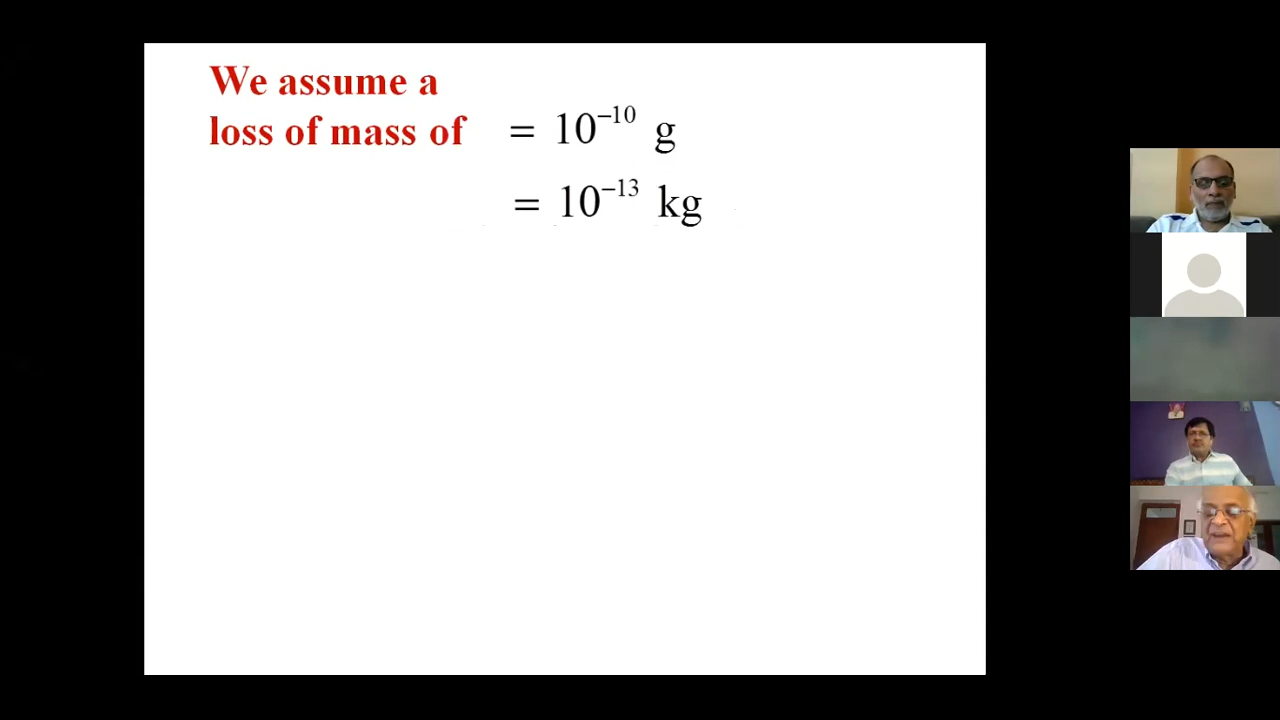 We assume a
loss of mass of = 10⁻¹⁰ g
= 10⁻¹³ kg